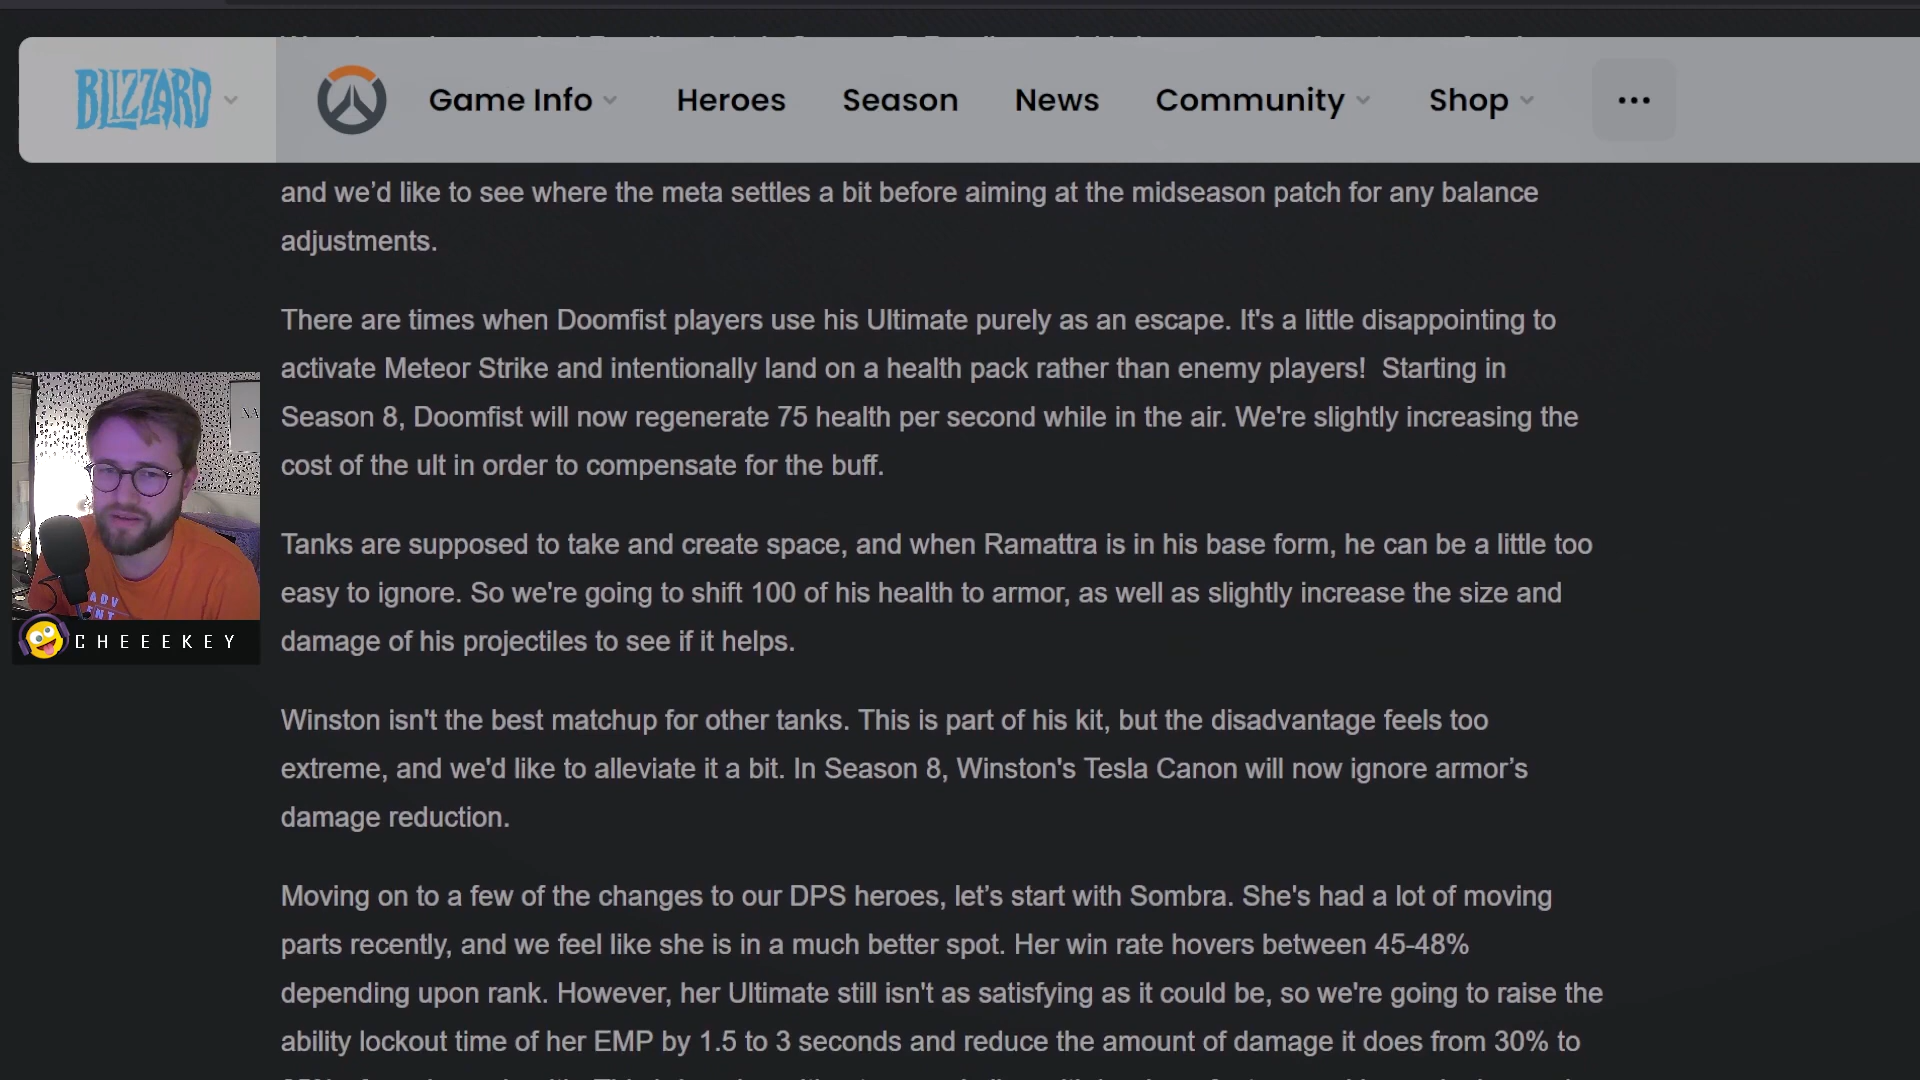 BLIZZARD
Game Info Heroes Season News Community Shop ...
and we’d like to see where the meta settles a bit before aiming at the midseason patch for any balance
adjustments.
There are times when Doomfist players use his Ultimate purely as an escape. It's a little disappointing to
activate Meteor Strike and intentionally land on a health pack rather than enemy players!  Starting in
Season 8, Doomfist will now regenerate 75 health per second while in the air. We're slightly increasing the
cost of the ult in order to compensate for the buff.
Tanks are supposed to take and create space, and when Ramattra is in his base form, he can be a little too
easy to ignore. So we're going to shift 100 of his health to armor, as well as slightly increase the size and
damage of his projectiles to see if it helps.
CHEEEKEY
Winston isn't the best matchup for other tanks. This is part of his kit, but the disadvantage feels too
extreme, and we'd like to alleviate it a bit. In Season 8, Winston's Tesla Canon will now ignore armor’s
damage reduction.
Moving on to a few of the changes to our DPS heroes, let’s start with Sombra. She's had a lot of moving
parts recently, and we feel like she is in a much better spot. Her win rate hovers between 45-48%
depending upon rank. However, her Ultimate still isn't as satisfying as it could be, so we're going to raise the
ability lockout time of her EMP by 1.5 to 3 seconds and reduce the amount of damage it does from 30% to